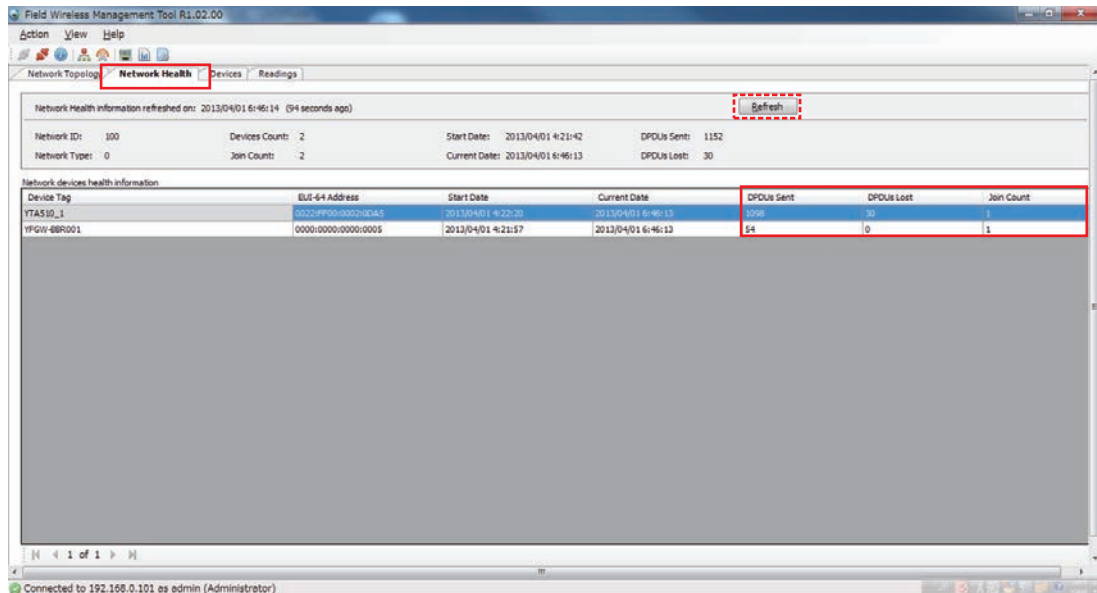 Field Wireless Management Tool R1.02.00
Action View Help
Network Topology Network Health Devices Readings
Network Health information refreshed on: 2013/04/01 6:46:14 (94 seconds ago) Refresh
Network ID: 100 Devices Count: 2 Start Date: 2013/04/01 4:21:42 DPDUs Sent: 1152
Network Type: 0 Join Count: 2 Current Date: 2013/04/01 6:46:13 DPDUs Lost: 30
Network devices health information
Device Tag EUI-64 Address Start Date Current Date DPDUs Sent DPDUs Lost Join Count
YTA510_1 0022:FF00:0002:0DA5 2013/04/01 4:22:20 2013/04/01 6:46:13 1098 30 1
YFGW-BBR001 0000:0000:0000:0005 2013/04/01 4:21:57 2013/04/01 6:46:13 54 0 1
1 of 1
Connected to 192.168.0.101 as admin (Administrator)